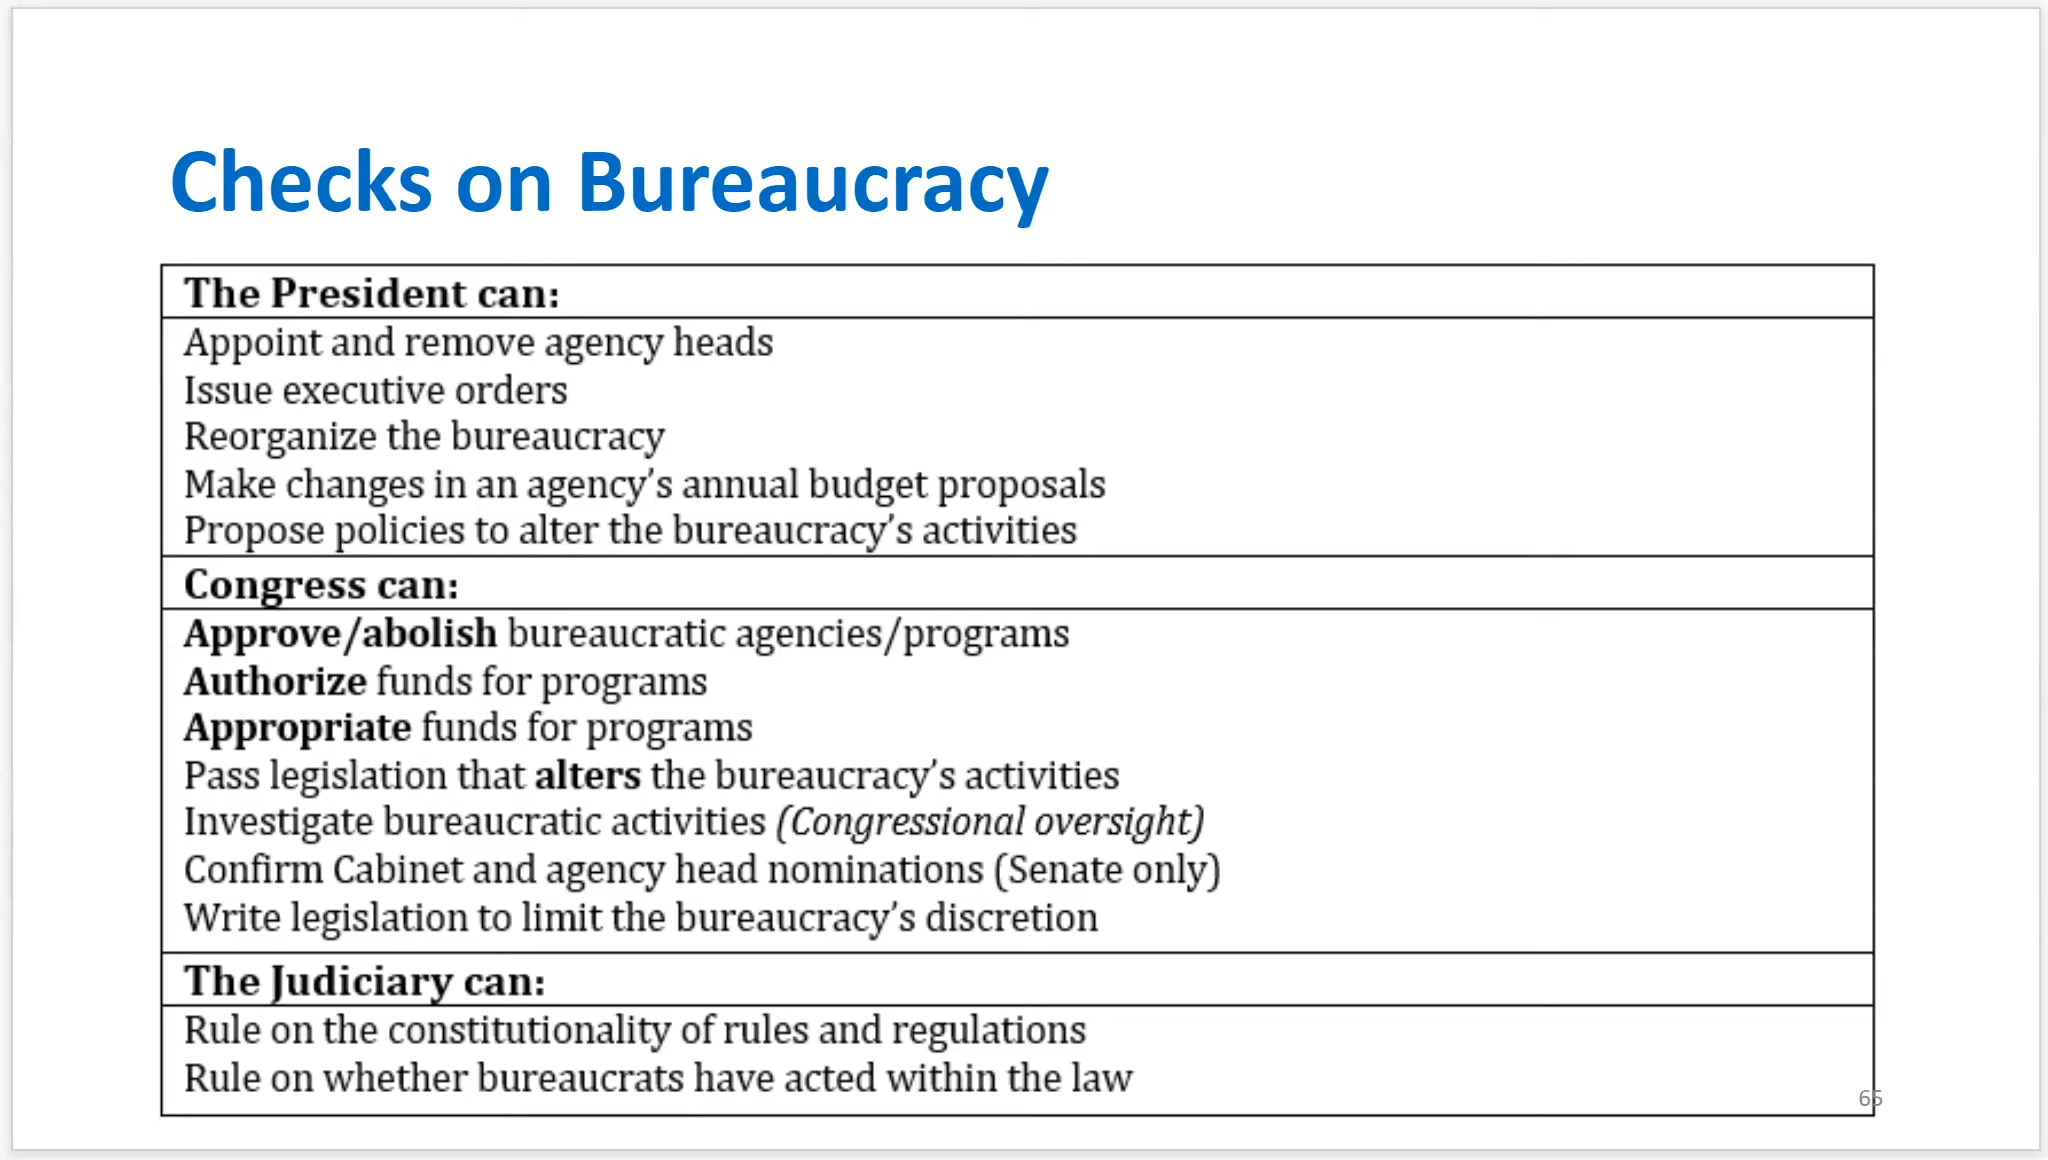 Checks on Bureaucracy
The President can:
Appoint and remove agency heads
Issue executive orders
Reorganize the bureaucracy
Make changes in an agency’s annual budget proposals
Propose policies to alter the bureaucracy’s activities
Congress can:
Approve/abolish bureaucratic agencies/programs
Authorize funds for programs
Appropriate funds for programs
Pass legislation that alters the bureaucracy’s activities
Investigate bureaucratic activities (Congressional oversight)
Confirm Cabinet and agency head nominations (Senate only)
Write legislation to limit the bureaucracy’s discretion
The Judiciary can:
Rule on the constitutionality of rules and regulations
Rule on whether bureaucrats have acted within the law
65